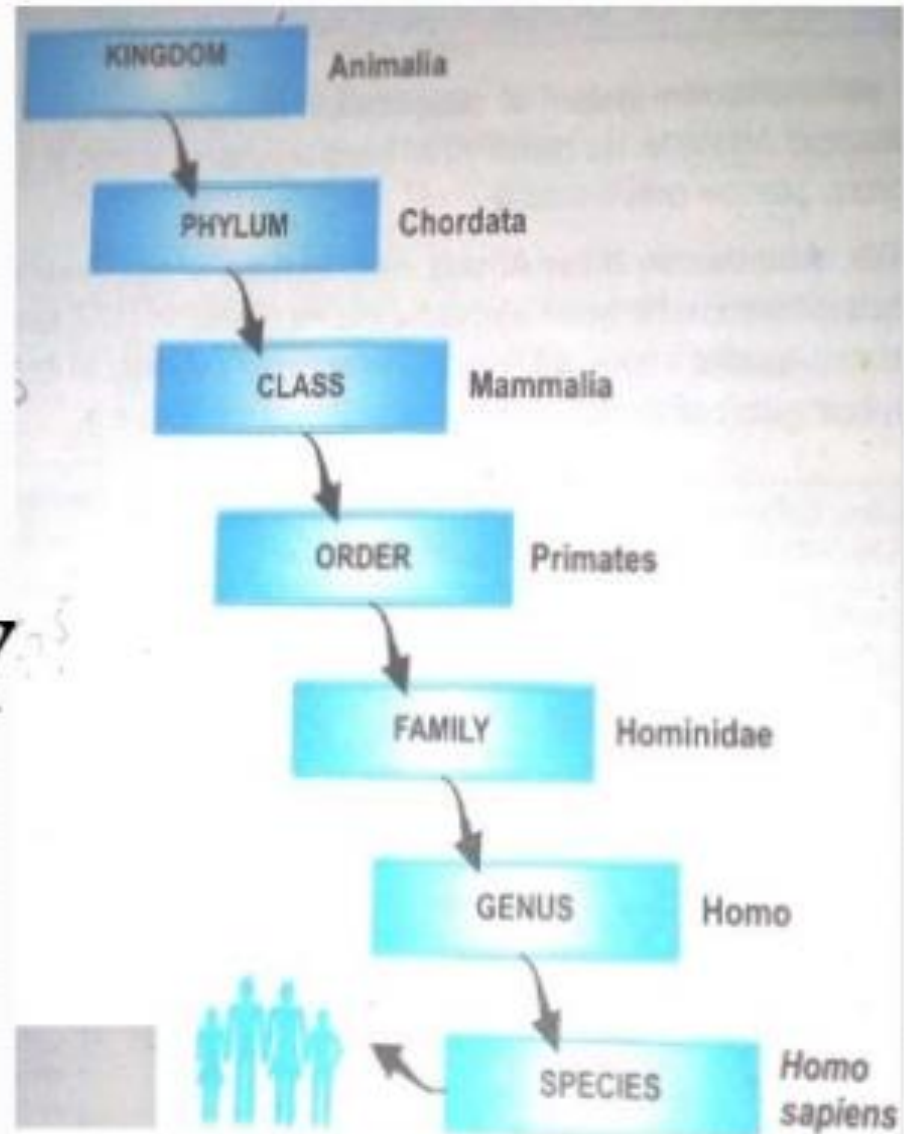 KINGDOM Animalia
PHYLUM Chordata
CLASS Mammalia
ORDER Primates
FAMILY Hominidae
GENUS Homo
SPECIES Homo
sapiens